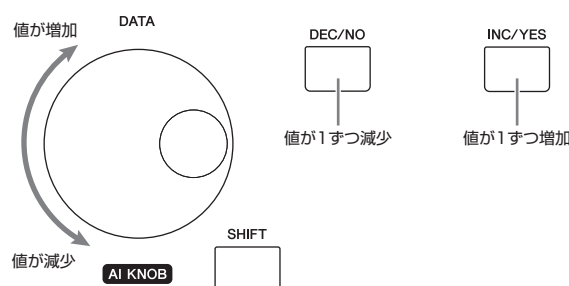 値が増加
DATA
DEC/NO
INC/YES
値が1ずつ減少
値が1ずつ増加
値が減少
SHIFT
AI KNOB